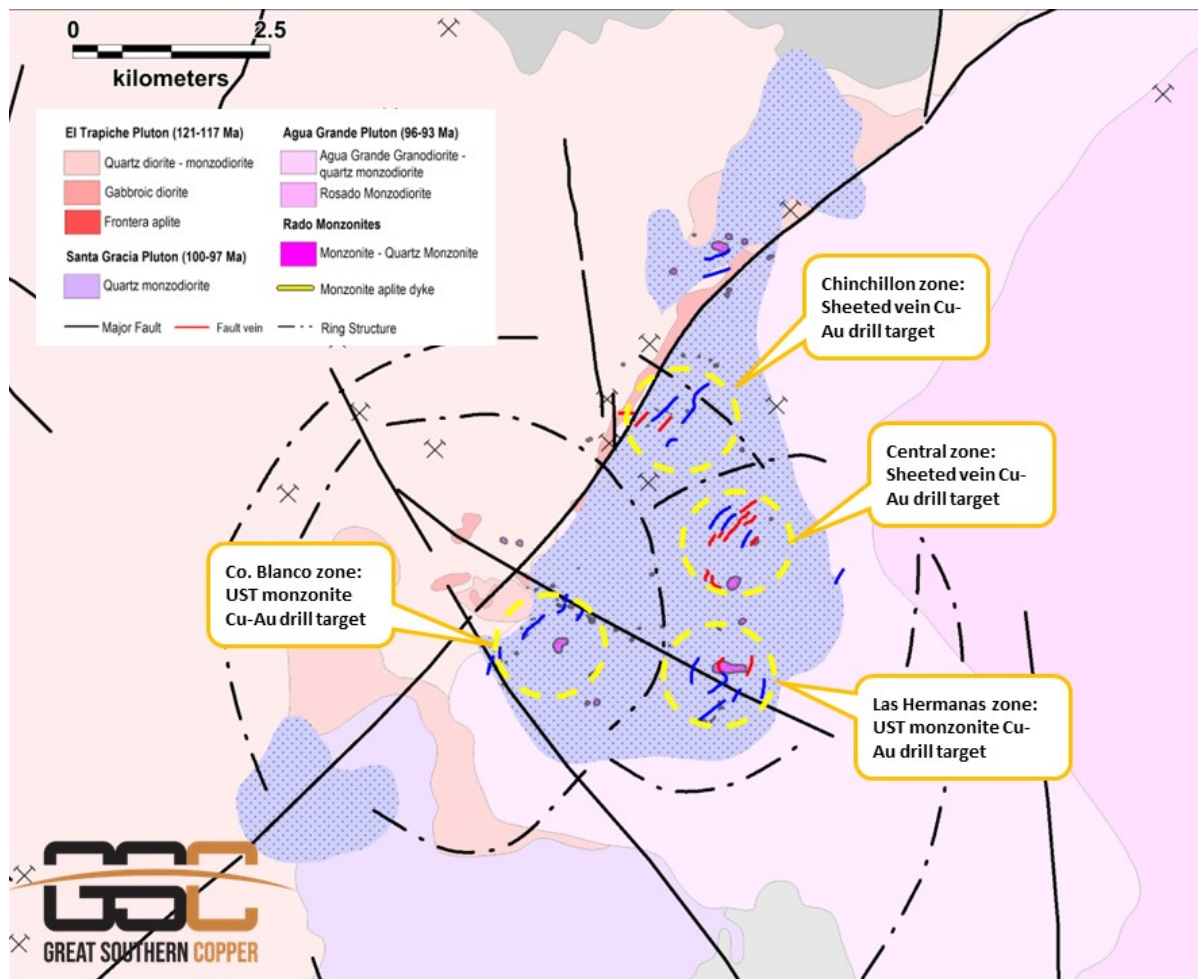 0 2.5
kilometers
El Trapiche Pluton (121-117 Ma)
Quartz diorite - monzodiorite
Gabbroic diorite
Frontera aplite
Santa Gracia Pluton (100-97 Ma)
Quartz monzodiorite
Agua Grande Pluton (96-93 Ma)
Agua Grande Granodiorite -
quartz monzodiorite
Rosado Monzodiorite
Rado Monzonites
Monzonite - Quartz Monzonite
Monzonite aplite dyke
Major Fault Fault vein Ring Structure
Chinchillon zone:
Sheeted vein Cu-
Au drill target
Central zone:
Sheeted vein Cu-
Au drill target
Co. Blanco zone:
UST monzonite
Cu-Au drill target
Las Hermanas zone:
UST monzonite Cu-
Au drill target
GSC
GREAT SOUTHERN COPPER